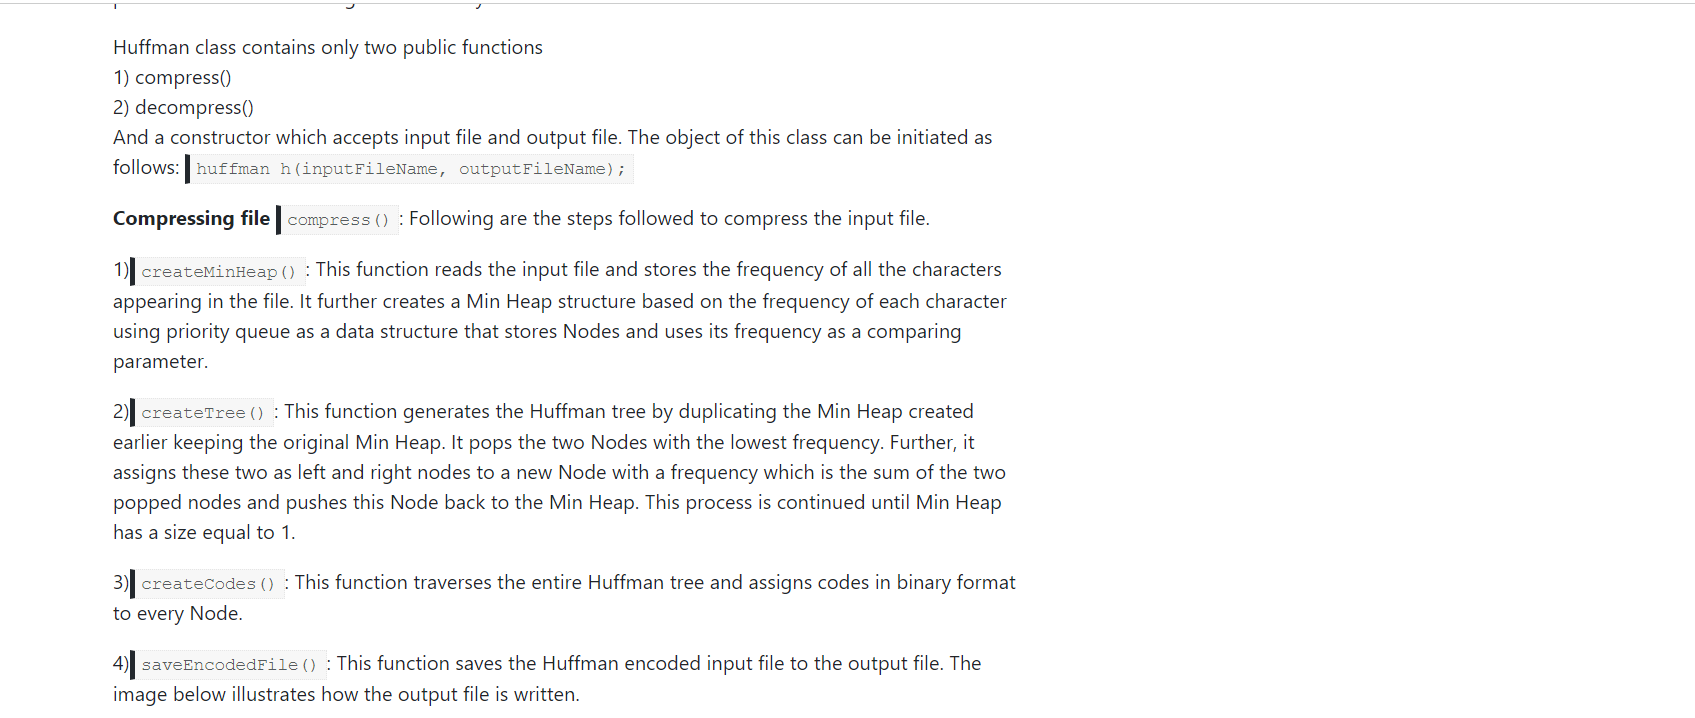 Huffman class contains only two public functions
1) compress()
2) decompress()
And a constructor which accepts input file and output file. The object of this class can be initiated as
follows: huffman h(inputFileName, outputFileName);
Compressing file compress() : Following are the steps followed to compress the input file.
1) createMinHeap() : This function reads the input file and stores the frequency of all the characters
appearing in the file. It further creates a Min Heap structure based on the frequency of each character
using priority queue as a data structure that stores Nodes and uses its frequency as a comparing
parameter.
2) createTree() : This function generates the Huffman tree by duplicating the Min Heap created
earlier keeping the original Min Heap. It pops the two Nodes with the lowest frequency. Further, it
assigns these two as left and right nodes to a new Node with a frequency which is the sum of the two
popped nodes and pushes this Node back to the Min Heap. This process is continued until Min Heap
has a size equal to 1.
3) createCodes() : This function traverses the entire Huffman tree and assigns codes in binary format
to every Node.
4) saveEncodedFile() : This function saves the Huffman encoded input file to the output file. The
image below illustrates how the output file is written.